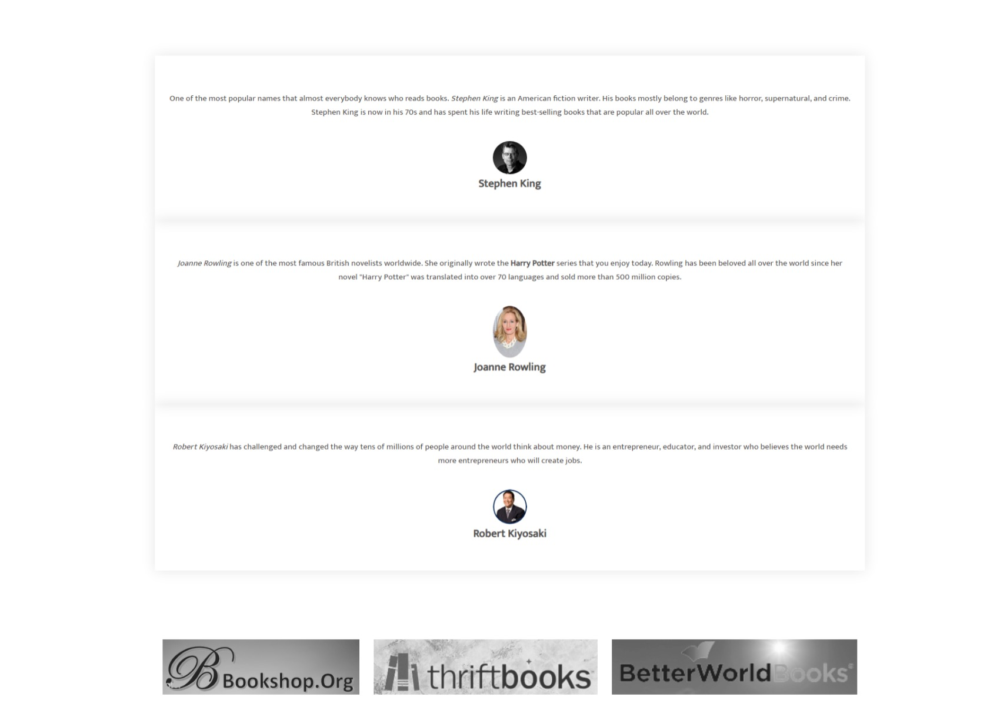 One of the most popular names that almost everybody knows who reads books. Stephen King is an American fiction writer. His books mostly belong to genres like horror, supernatural, and crime.
Stephen King is now in his 70s and has spent his life writing best-selling books that are popular all over the world.
Stephen King
Joanne Rowling is one of the most famous British novelists worldwide. She originally wrote the Harry Potter series that you enjoy today. Rowling has been beloved all over the world since her
novel "Harry Potter" was translated into over 70 languages and sold more than 500 million copies.
Joanne Rowling
Robert Kiyosaki has challenged and changed the way tens of millions of people around the world think about money. He is an entrepreneur, educator, and investor who believes the world needs
more entrepreneurs who will create jobs.
Robert Kiyosaki
B Bookshop.Org
thriftbooks
BetterWorldBooks